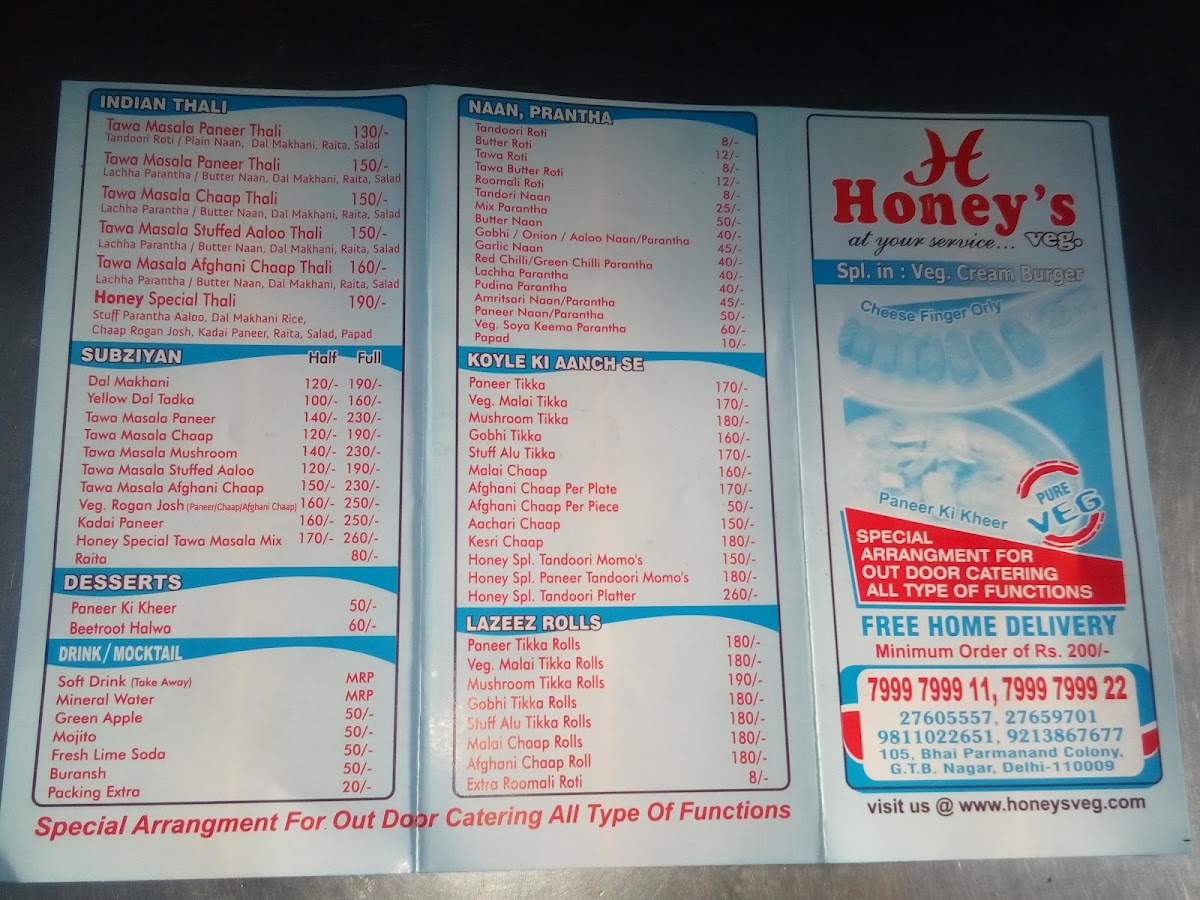 INDIAN THALI
Tawa Masala Paneer Thali 130/-
Tandoori Roti / Plain Naan, Dal Makhani, Raita, Salad
Tawa Masala Paneer Thali 150/-
Lachha Parantha / Butter Naan, Dal Makhani, Raita, Salad
Tawa Masala Chaap Thali 150/-
Lachha Parantha / Butter Naan, Dal Makhani, Raita, Salad
Tawa Masala Stuffed Aaloo Thali 150/-
Lachha Parantha / Butter Naan, Dal Makhani, Raita, Salad
Tawa Masala Afghani Chaap Thali 160/-
Lachha Parantha / Butter Naan, Dal Makhani, Raita, Salad
Honey Special Thali 190/-
Stuff Parantha Aaloo, Dal Makhani Rice,
Chaap Rogan Josh, Kadai Paneer, Raita, Salad, Papad
SUBZIYAN Half Full
Dal Makhani 120/- 190/-
Yellow Dal Tadka 100/- 160/-
Tawa Masala Paneer 140/- 230/-
Tawa Masala Chaap 120/- 190/-
Tawa Masala Mushroom 140/- 230/-
Tawa Masala Stuffed Aaloo 120/- 190/-
Tawa Masala Afghani Chaap 150/- 230/-
Veg. Rogan Josh (Paneer/Chaap/Afghani Chaap) 160/- 250/-
Kadai Paneer 160/- 250/-
Honey Special Tawa Masala Mix 170/- 260/-
Raita 80/-
DESSERTS
Paneer Ki Kheer 50/-
Beetroot Halwa 60/-
DRINK/MOCKTAIL
Soft Drink (Take Away) MRP
Mineral Water MRP
Green Apple 50/-
Mojito 50/-
Fresh Lime Soda 50/-
Buransh 50/-
Packing Extra 20/-
NAAN, PRANTHA
Tandoori Roti 8/-
Butter Roti 12/-
Tawa Roti 8/-
Tawa Butter Roti 12/-
Roomali Roti 8/-
Tandori Naan 25/-
Mix Parantha 50/-
Butter Naan 40/-
Gobhi / Onion / Aaloo Naan/Parantha 45/-
Garlic Naan 40/-
Red Chilli/Green Chilli Parantha 40/-
Lachha Parantha 40/-
Pudina Parantha 45/-
Amritsari Naan/Parantha 50/-
Paneer Naan/Parantha 60/-
Veg. Soya Keema Parantha 10/-
Papad
KOYLE KI AANCH SE
Paneer Tikka 170/-
Veg. Malai Tikka 170/-
Mushroom Tikka 180/-
Gobhi Tikka 160/-
Stuff Alu Tikka 170/-
Malai Chaap 160/-
Afghani Chaap Per Plate 170/-
Afghani Chaap Per Piece 50/-
Aachari Chaap 150/-
Kesri Chaap 180/-
Honey Spl. Tandoori Momo's 150/-
Honey Spl. Paneer Tandoori Momo's 180/-
Honey Spl. Tandoori Platter 260/-
LAZEEZ ROLLS
Paneer Tikka Rolls 180/-
Veg. Malai Tikka Rolls 180/-
Mushroom Tikka Rolls 190/-
Gobhi Tikka Rolls 180/-
Stuff Alu Tikka Rolls 180/-
Malai Chaap Rolls 180/-
Afghani Chaap Roll 180/-
Extra Roomali Roti 8/-
Special Arrangment For Out Door Catering All Type Of Functions
H
Honey's
at your service... veg.
Spl. in : Veg. Cream Burger
Cheese Finger Orly
Paneer Ki Kheer
PURE
VEG
SPECIAL
ARRANGMENT FOR
OUT DOOR CATERING
ALL TYPE OF FUNCTIONS
FREE HOME DELIVERY
Minimum Order of Rs. 200/-
7999 7999 11, 7999 7999 22
27605557, 27659701
9811022651, 9213867677
105, Bhai Parmanand Colony,
G.T.B. Nagar, Delhi-110009
visit us @ www.honeysveg.com